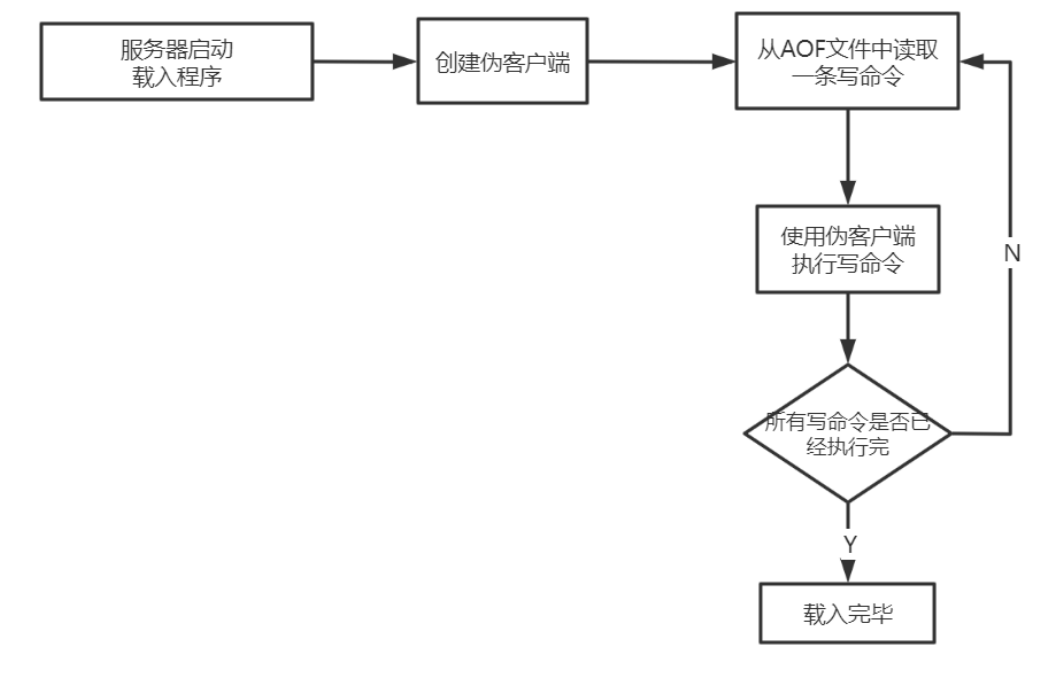 服务器启动
载入程序
创建伪客户端
从AOF文件中读取
一条写命令
使用伪客户端
执行写命令
N
所有写命令是否已
经执行完
Y
载入完毕